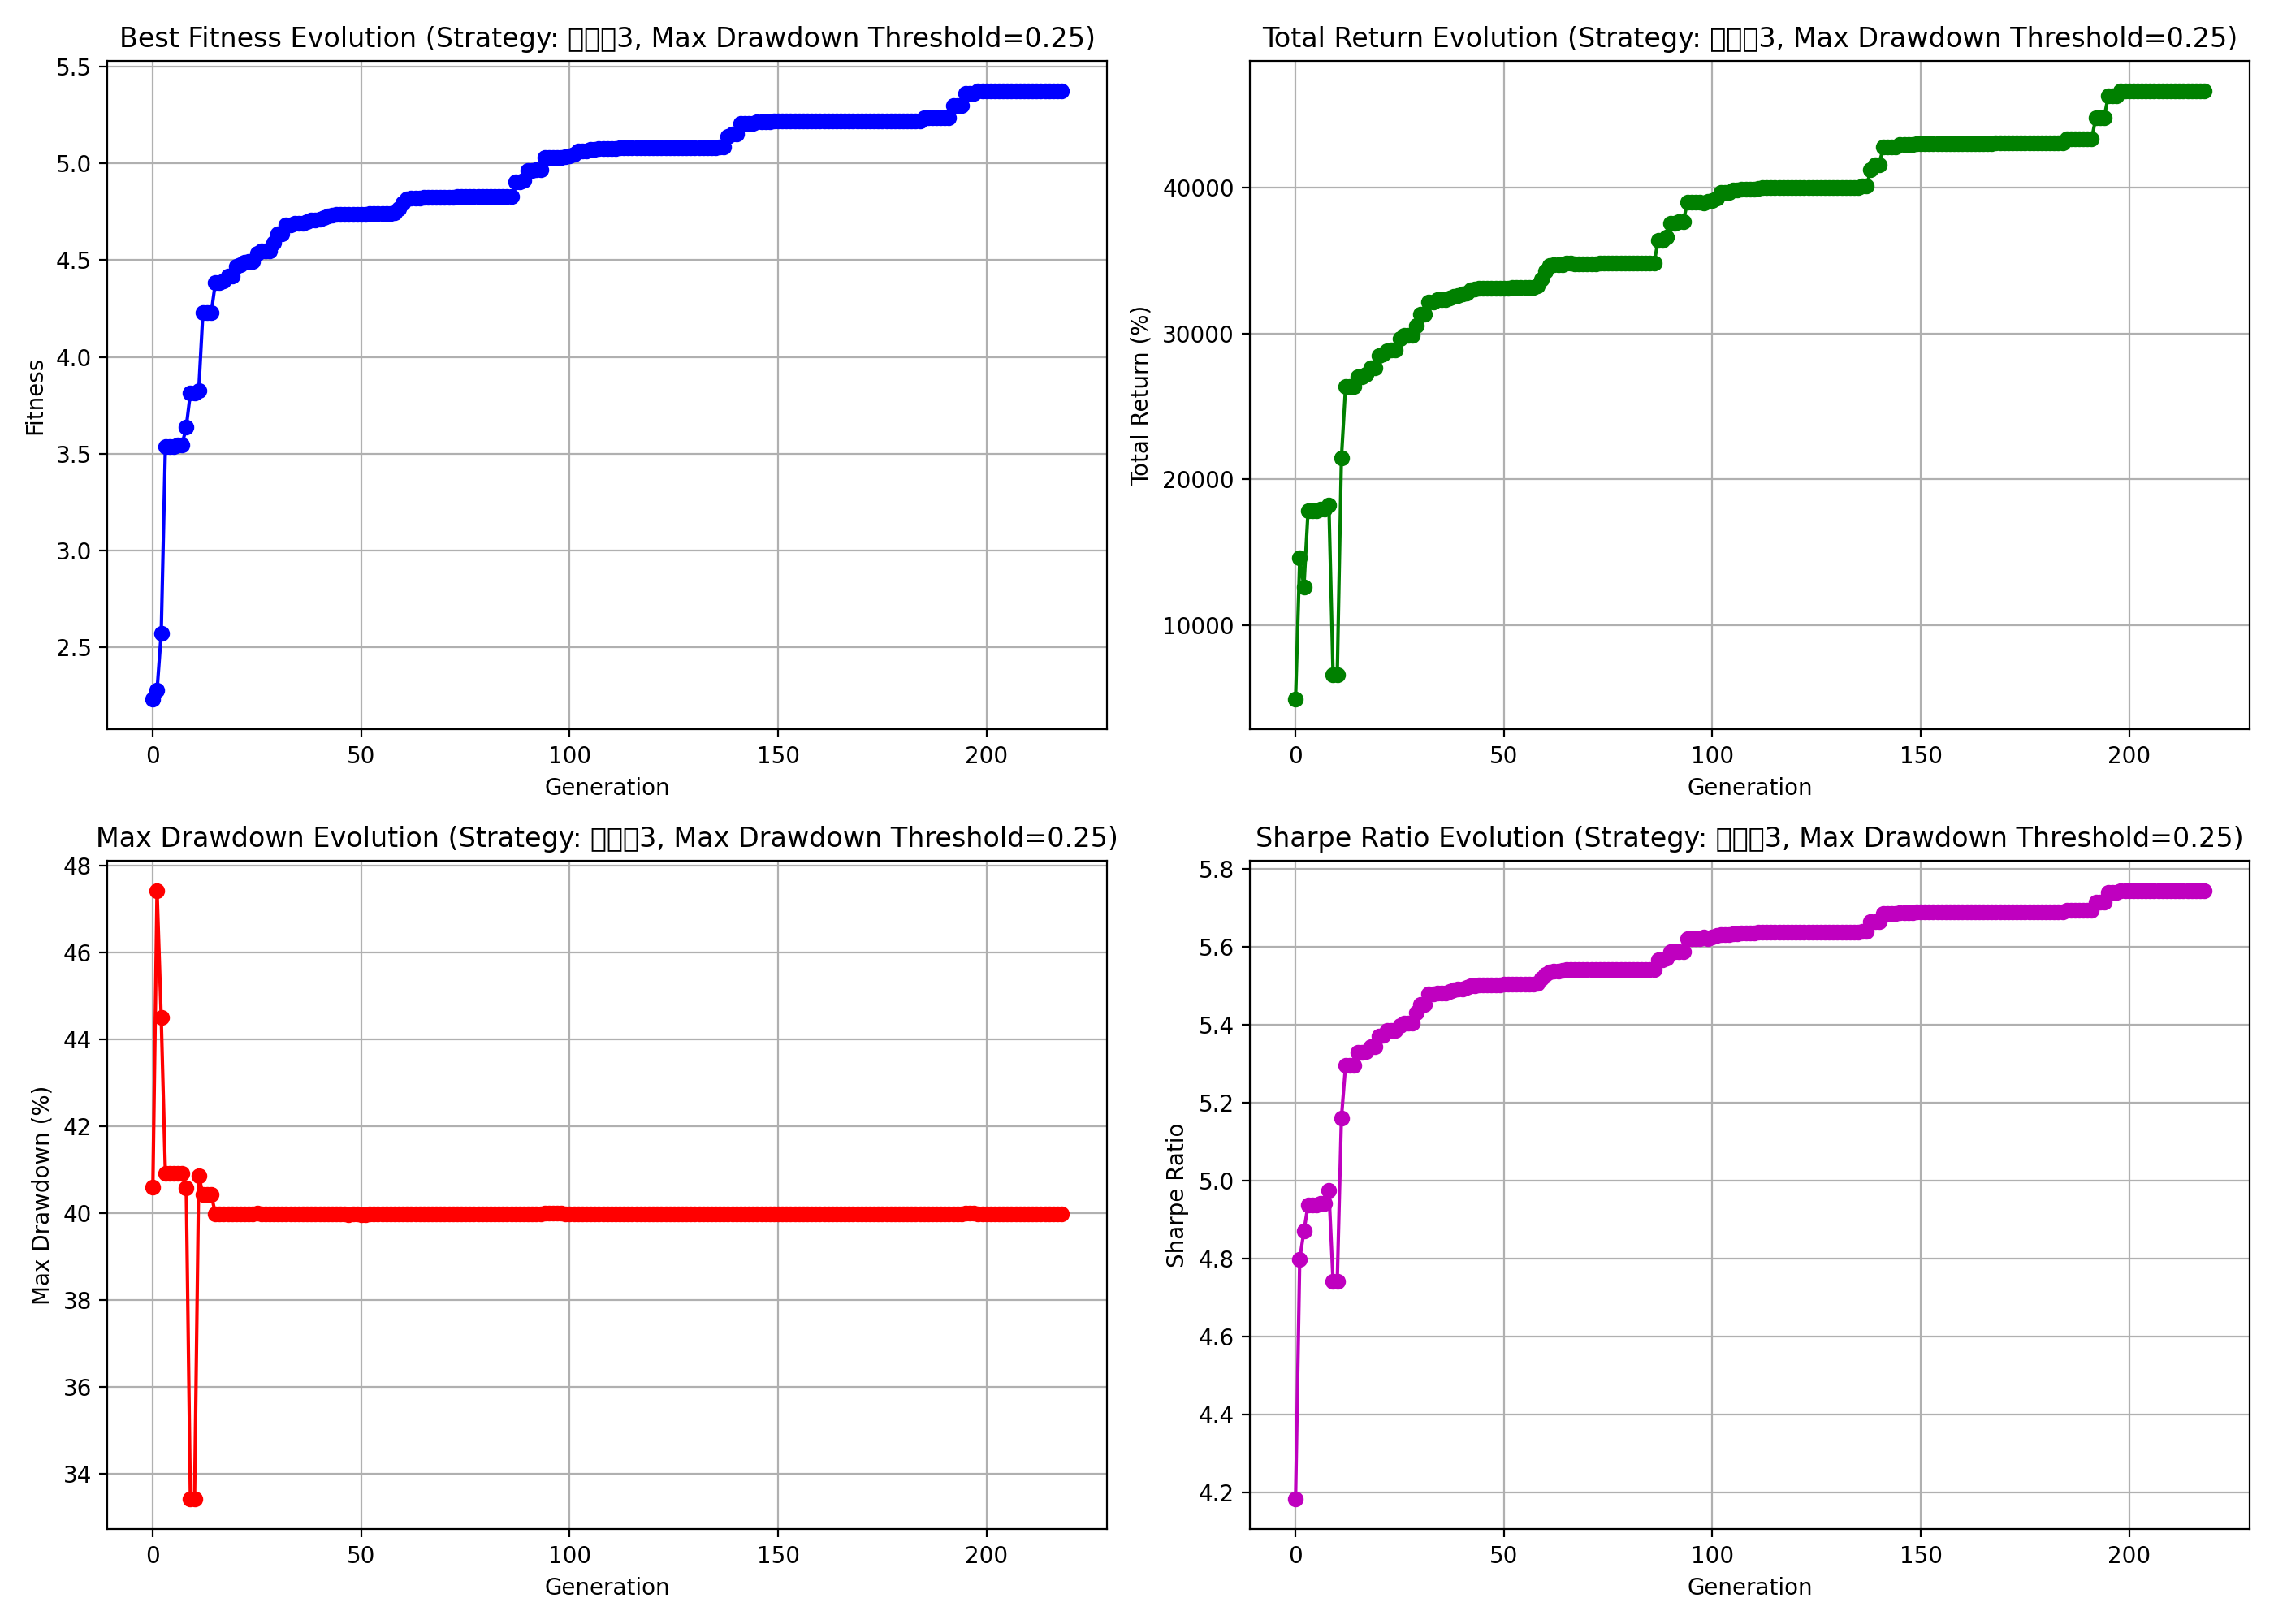 Best Fitness Evolution (Strategy: 3, Max Drawdown Threshold=0.25)
5.5
5.0
4.5
4.0
3.5
3.0
2.5
Fitness
0 50 100 150 200
Generation
Total Return Evolution (Strategy: 3, Max Drawdown Threshold=0.25)
40000
30000
20000
10000
Total Return (%)
0 50 100 150 200
Generation
Max Drawdown Evolution (Strategy: 3, Max Drawdown Threshold=0.25)
48
46
44
42
40
38
36
34
Max Drawdown (%)
0 50 100 150 200
Generation
Sharpe Ratio Evolution (Strategy: 3, Max Drawdown Threshold=0.25)
5.8
5.6
5.4
5.2
5.0
4.8
4.6
4.4
4.2
Sharpe Ratio
0 50 100 150 200
Generation